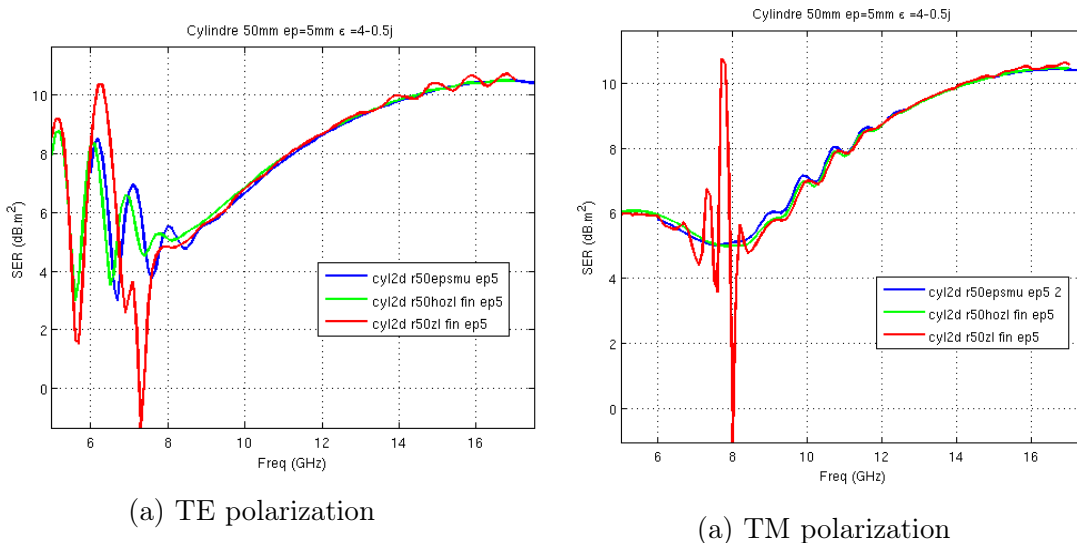 Cylindre 50mm ep=5mm ε =4-0.5j
10
8
6
4
2
0
SER (dB.m²)
6
8
10
12
14
16
Freq (GHz)
cyl2d r50epsmu ep5
cyl2d r50hozl fin ep5
cyl2d r50zl fin ep5
(a) TE polarization
Cylindre 50mm ep=5mm ε =4-0.5j
10
8
6
4
2
0
SER (dB.m²)
6
8
10
12
14
16
Freq (GHz)
cyl2d r50epsmu ep5 2
cyl2d r50hozl fin ep5
cyl2d r50zl fin ep5
(a) TM polarization